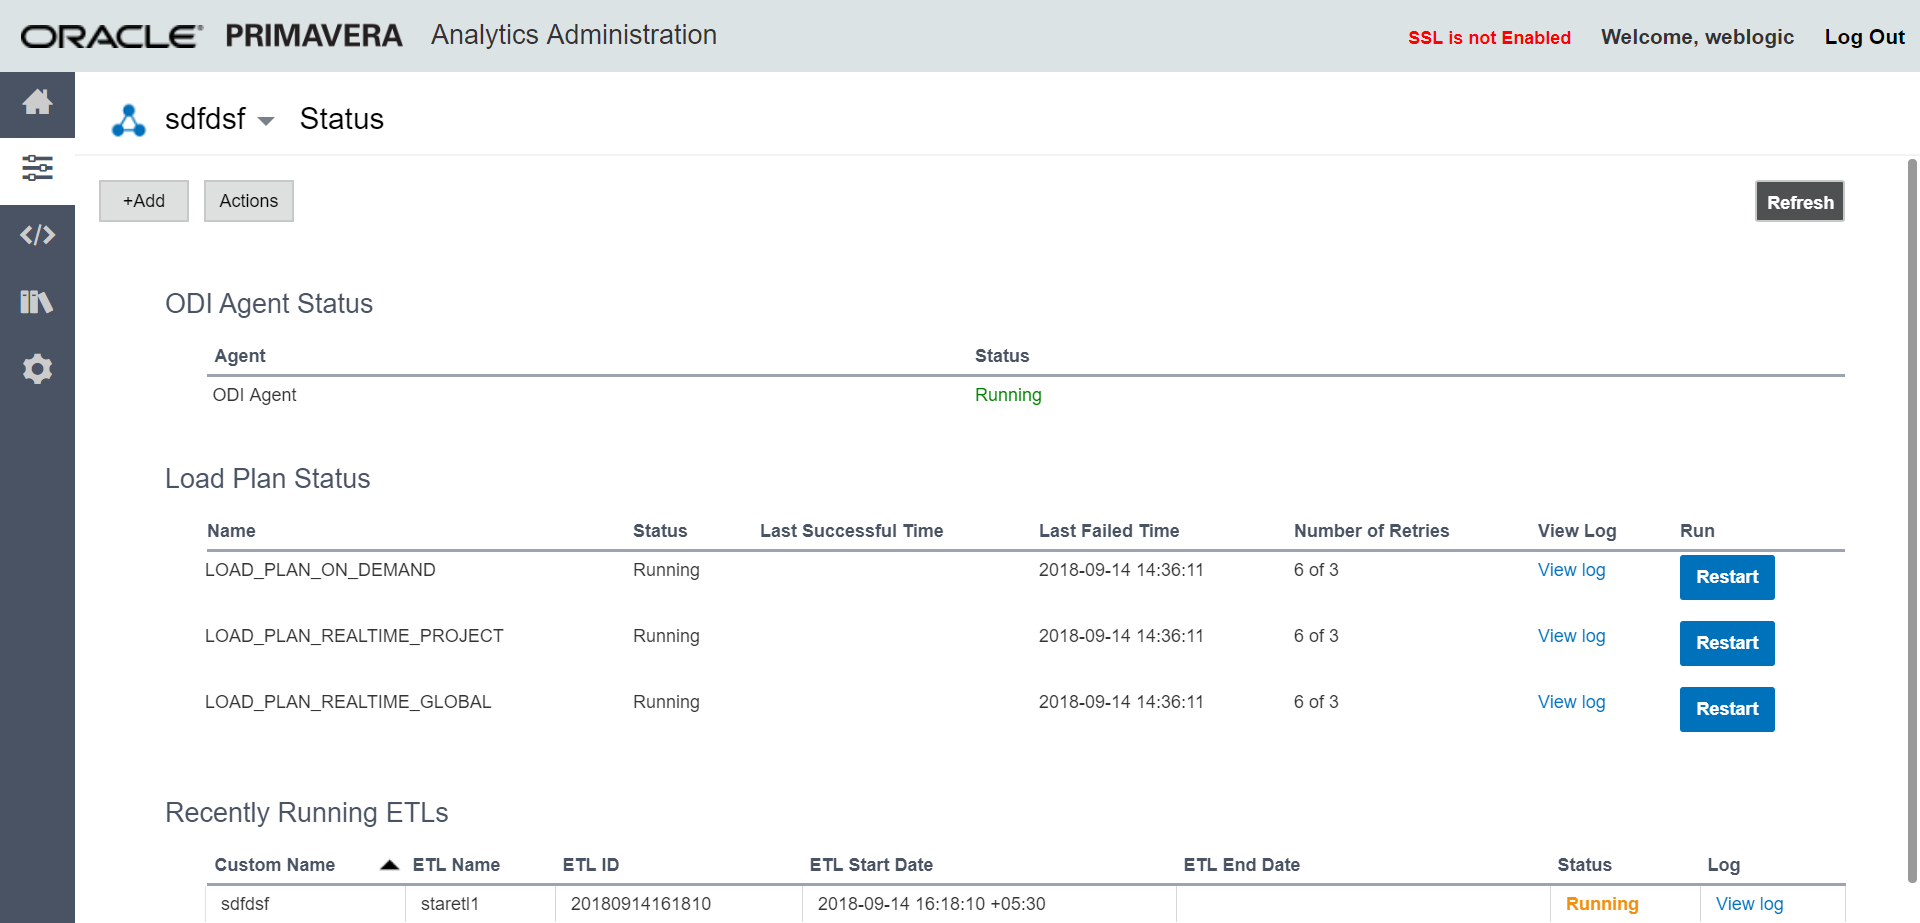 ORACLE® PRIMAVERA Analytics Administration SSL is not Enabled Welcome, weblogic Log Out
sdfdsf Status
+Add Actions Refresh
ODI Agent Status
Agent Status
ODI Agent Running
Load Plan Status
Name Status Last Successful Time Last Failed Time Number of Retries View Log Run
LOAD_PLAN_ON_DEMAND Running 2018-09-14 14:36:11 6 of 3 View log Restart
LOAD_PLAN_REALTIME_PROJECT Running 2018-09-14 14:36:11 6 of 3 View log Restart
LOAD_PLAN_REALTIME_GLOBAL Running 2018-09-14 14:36:11 6 of 3 View log Restart
Recently Running ETLs
Custom Name ETL Name ETL ID ETL Start Date ETL End Date Status Log
sdfdsf staretl1 20180914161810 2018-09-14 16:18:10 +05:30 Running View log